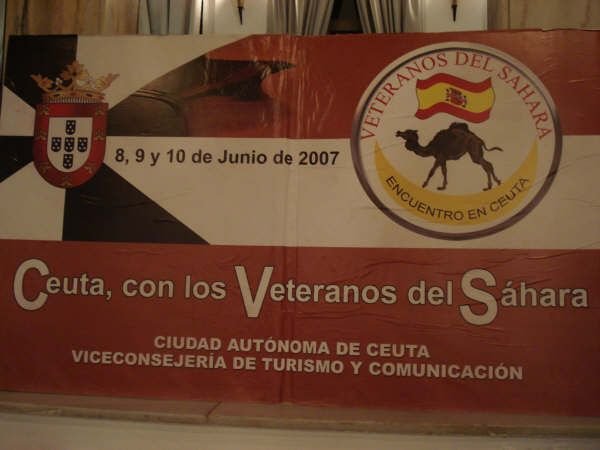 VETERANOS DEL SAHARA
ENCUENTRO EN CEUTA
8, 9 y 10 de Junio de 2007
Ceuta, con los Veteranos del Sáhara
CIUDAD AUTÓNOMA DE CEUTA
VICECONSEJERÍA DE TURISMO Y COMUNICACIÓN